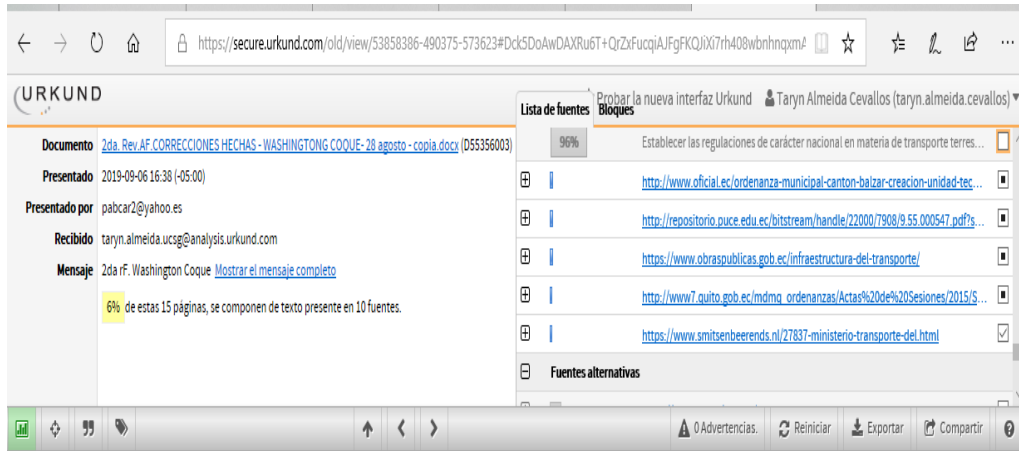 https://secure.urkund.com/old/view/53858386-490375-573623#Dck5DoAwDAXRu6T+QrZxFucqiAJFgFKQJiXi7rh408wbnhnqxmA
URKUND
Probar la nueva interfaz Urkund Taryn Almeida Cevallos (taryn.almeida.cevallos)
Lista de fuentes Bloques
Documento 2da. Rev.AF.CORRECCIONES HECHAS - WASHINGTONG COQUE- 28 agosto - copia.docx (D55356003)
Presentado 2019-09-06 16:38 (-05:00)
Presentado por pabcar2@yahoo.es
Recibido taryn.almeida.ucsg@analysis.urkund.com
Mensaje 2da rF. Washington Coque Mostrar el mensaje completo
6% de estas 15 páginas, se componen de texto presente en 10 fuentes.
96% Establecer las regulaciones de carácter nacional en materia de transporte terres...
http://www.oficial.ec/ordenanza-municipal-canton-balzar-creacion-unidad-tec...
http://repositorio.puce.edu.ec/bitstream/handle/22000/7908/9.55.000547.pdf?s...
https://www.obraspublicas.gob.ec/infraestructura-del-transporte/
http://www7.quito.gob.ec/mdmq_ordenanzas/Actas%20de%20Sesiones/2015/S...
https://www.smitsenbeerends.nl/27837-ministerio-transporte-del.html
Fuentes alternativas
0 Advertencias. Reiniciar Exportar Compartir